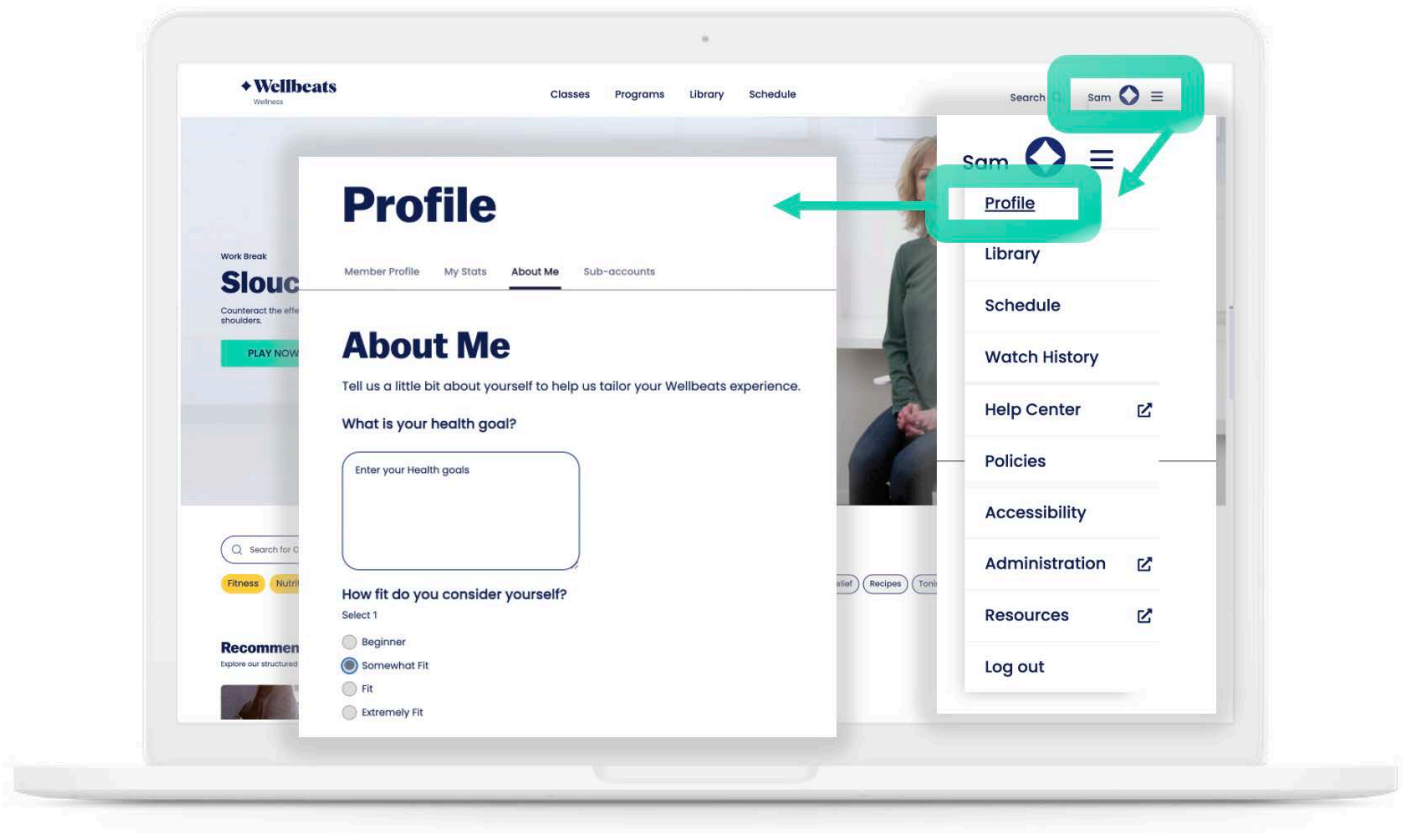 Wellbeats
Wellness
Classes Programs Library Schedule
Search Sam
Sam
Profile
Library
Schedule
Watch History
Help Center
Policies
Accessibility
Administration
Resources
Log out
Profile
Member Profile My Stats About Me Sub-accounts
About Me
Tell us a little bit about yourself to help us tailor your Wellbeats experience.
What is your health goal?
Enter your Health goals
How fit do you consider yourself?
Select 1
Beginner
Somewhat Fit
Fit
Extremely Fit
Work Break
Slouc
Counteract the effe
shoulders.
PLAY NOW
Search for C
Fitness Nutri Recipes Toni
Recommen
Explore our structured